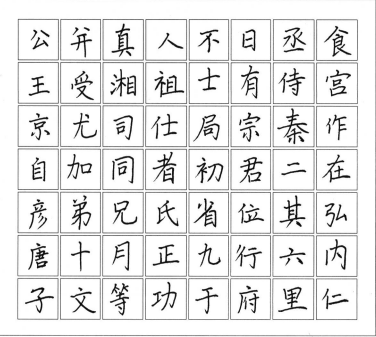 公并真人不日丞食
王受湘祖士有侍宫
京尤司仕局宗秦作
自加同者初君二在
彦弟兄氏省位其弘
唐十月正九行六内
子文等功于府里仁